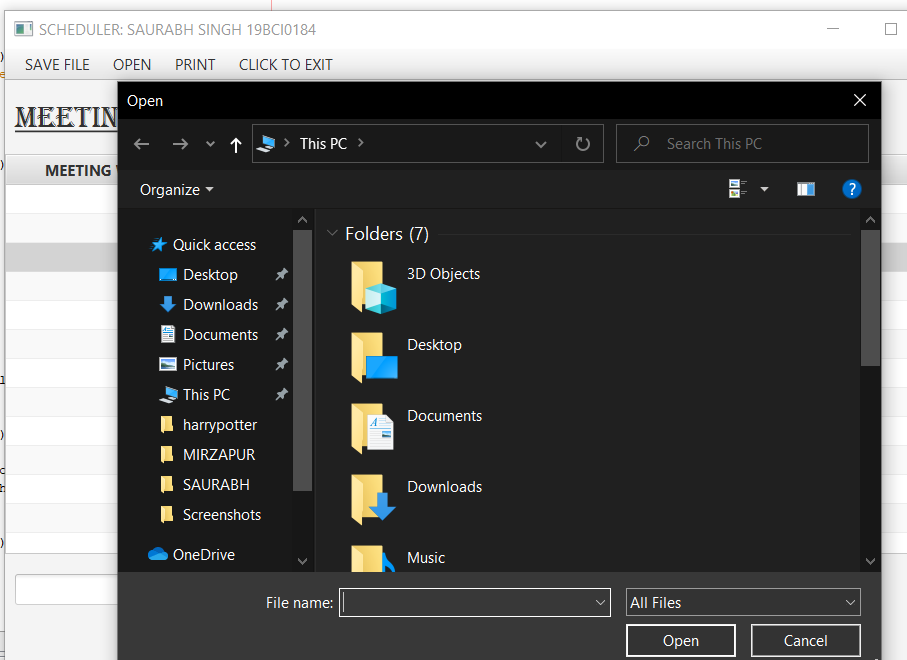 SCHEDULER: SAURABH SINGH 19BCI0184
SAVE FILE OPEN PRINT CLICK TO EXIT
MEETIN
MEETING
Open
This PC
Search This PC
Organize
Quick access
Desktop
Downloads
Documents
Pictures
This PC
harrypotter
MIRZAPUR
SAURABH
Screenshots
OneDrive
Folders (7)
3D Objects
Desktop
Documents
Downloads
Music
File name:
All Files
Open Cancel